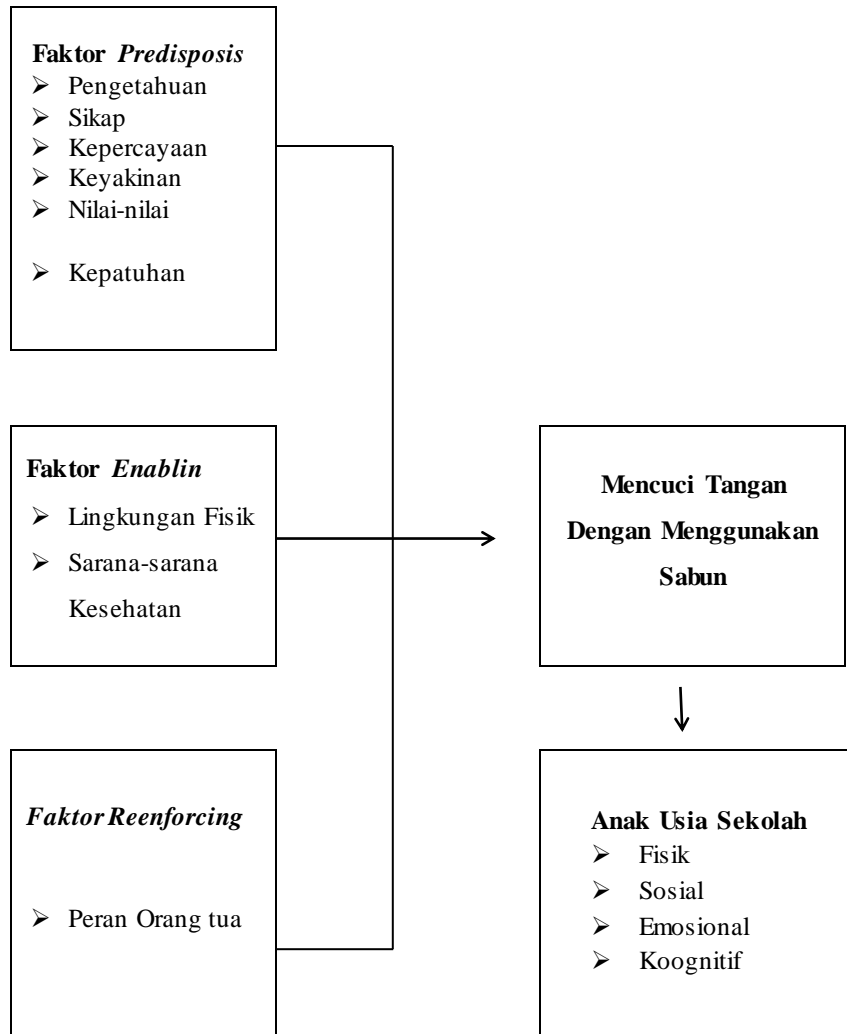 Faktor Predisposis
➢ Pengetahuan
➢ Sikap
➢ Kepercayaan
➢ Keyakinan
➢ Nilai-nilai
➢ Kepatuhan
Faktor Enablin
➢ Lingkungan Fisik
➢ Sarana-sarana
Kesehatan
Faktor Reenforcing
➢ Peran Orang tua
Mencuci Tangan
Dengan Menggunakan
Sabun
Anak Usia Sekolah
➢ Fisik
➢ Sosial
➢ Emosional
➢ Koognitif